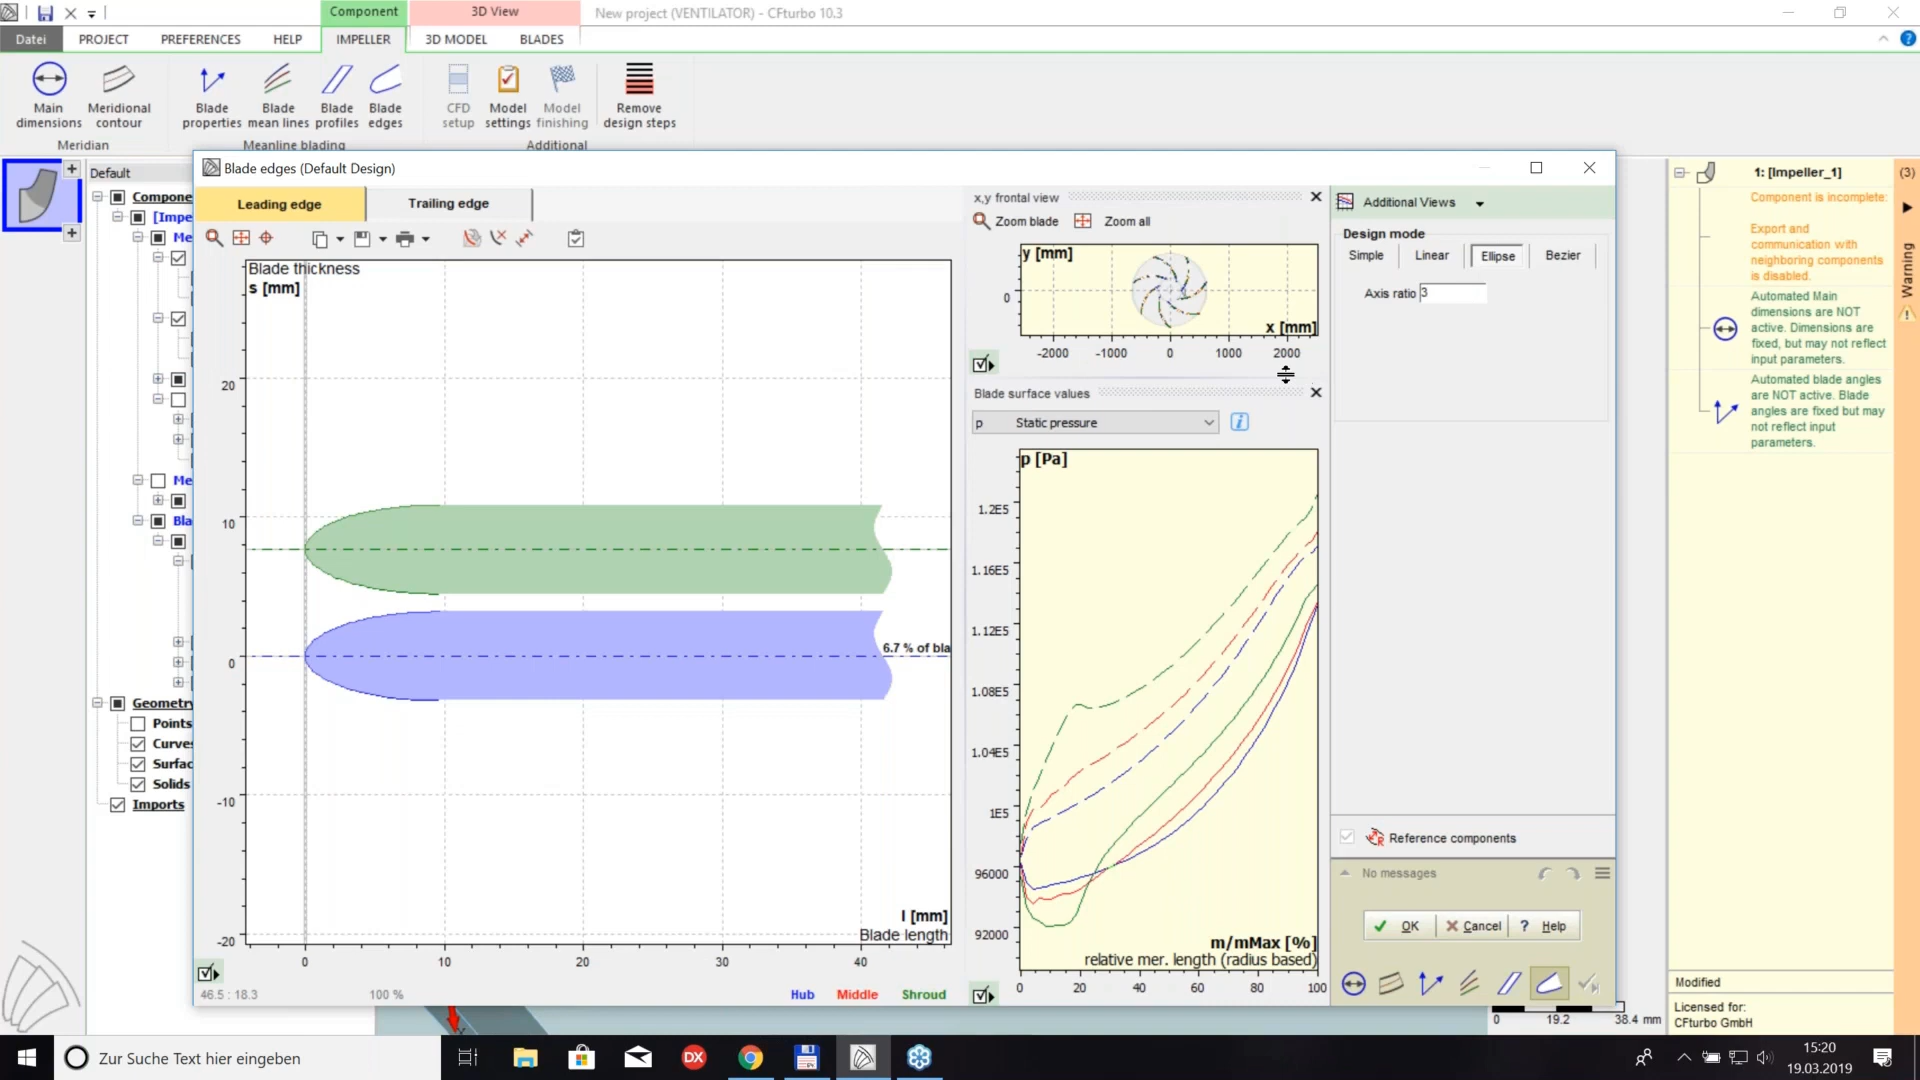 Component
3D View
New project (VENTILATOR) - CFturbo 10.3
Datei
PROJECT
PREFERENCES
HELP
IMPELLER
3D MODEL
BLADES
Main dimensions
Meridional contour
Blade properties
Blade mean lines
Blade profiles
Blade edges
CFD setup
Model settings
Model finishing
Remove design steps
Meridian
Meanline blading
Additional
Default
Compone
[Impe
Me
Me
Bla
Geometry
Points
Curves
Surfac
Solids
Imports
Blade edges (Default Design)
Leading edge
Trailing edge
Blade thickness
s [mm]
20
10
0
-10
-20
0
10
20
30
40
6.7 % of bla
l [mm]
Blade length
46.5 : 18.3
100 %
Hub
Middle
Shroud
x,y frontal view
Zoom blade
Zoom all
y [mm]
0
x [mm]
-2000
-1000
0
1000
2000
Blade surface values
p Static pressure
p [Pa]
1.2E5
1.16E5
1.12E5
1.08E5
1.04E5
1E5
96000
92000
m/mMax [%]
relative mer. length (radius based)
0
20
40
60
80
100
Additional Views
Design mode
Simple
Linear
Ellipse
Bezier
Axis ratio 3
Reference components
No messages
OK
Cancel
? Help
1: [Impeller_1]
Component is incomplete:
Export and
communication with
neighboring components
is disabled.
Automated Main
dimensions are NOT
active. Dimensions are
fixed, but may not reflect
input parameters.
Automated blade angles
are NOT active. Blade
angles are fixed but may
not reflect input
parameters.
(3)
Warning
Modified
Licensed for:
CFturbo GmbH
0
19.2
38.4 mm
Zur Suche Text hier eingeben
DX
15:20
19.03.2019